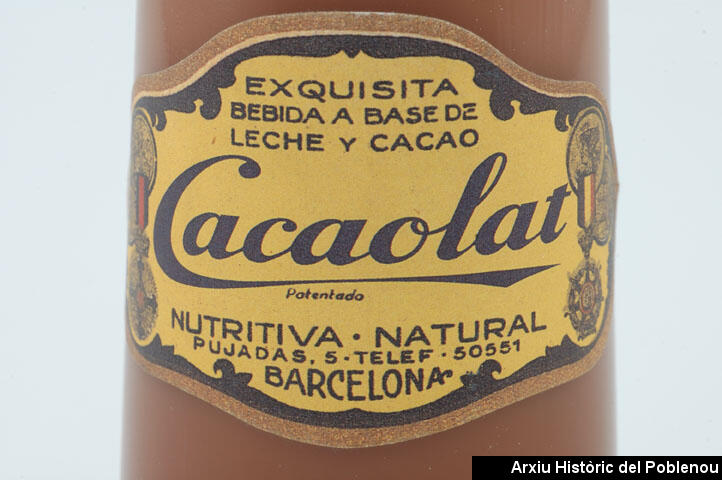 EXQUISITA
BEBIDA A BASE DE
LECHE Y CACAO
Cacaolat
Patentado
NUTRITIVA · NATURAL
PUJADAS, 5 - TELEF - 50551
BARCELONA
Arxiu Històric del Poblenou